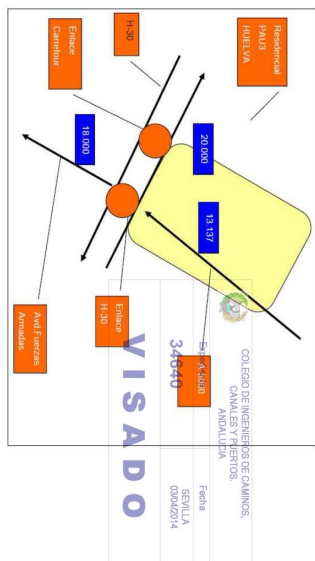 Residencial
PAU3
HUELVA
H-30
Enlace
Carrefour
20.000
18.000
13.137
Enlace
H-30
Avd.Fuerzas
Armadas
COLEGIO DE INGENIEROS DE CAMINOS,
CANALES Y PUERTOS.
ANDALUCIA
Expediente
34640
Fecha
SEVILLA
03/04/2014
VISADO